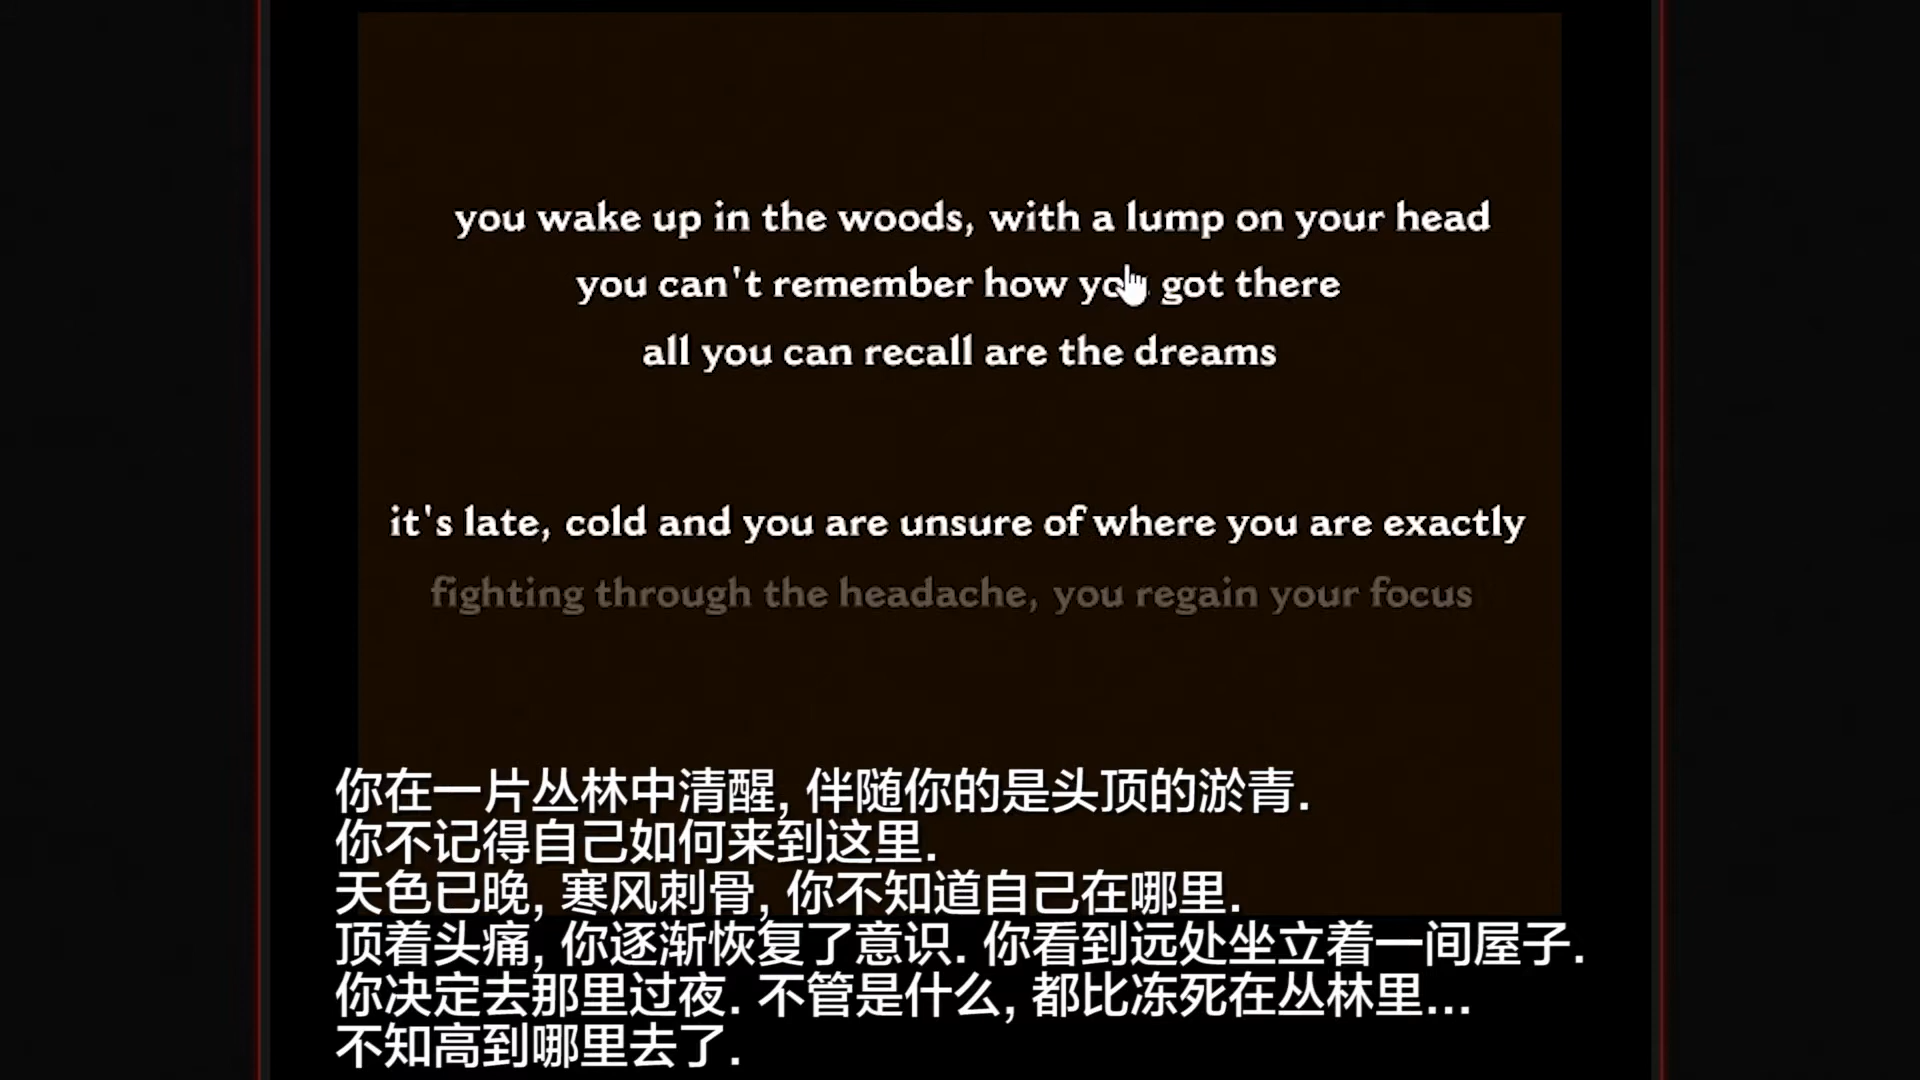 you wake up in the woods, with a lump on your head
you can't remember how you got there
all you can recall are the dreams
it's late, cold and you are unsure of where you are exactly
fighting through the headache, you regain your focus
你在一片丛林中清醒, 伴随你的是头顶的淤青.
你不记得自己如何来到这里.
天色已晚, 寒风刺骨, 你不知道自己在哪里.
顶着头痛, 你逐渐恢复了意识. 你看到远处坐立着一间屋子.
你决定去那里过夜. 不管是什么, 都比冻死在丛林里...
不知高到哪里去了.